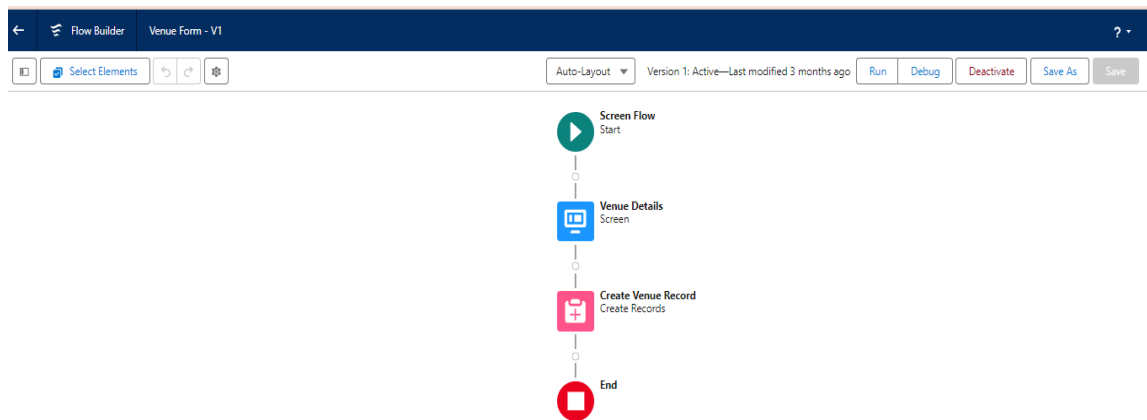 Flow Builder Venue Form - V1 ?
Select Elements Auto-Layout Version 1: Active—Last modified 3 months ago Run Debug Deactivate Save As Save
Screen Flow
Start
Venue Details
Screen
Create Venue Record
Create Records
End